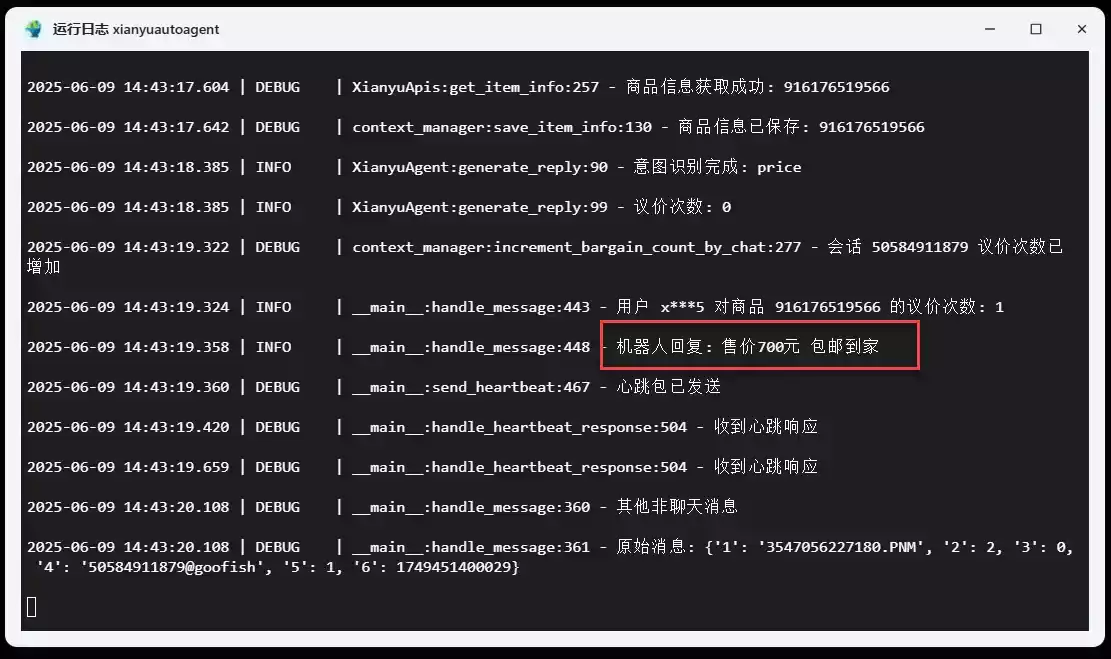 运行日志 xianyuautoagent
2025-06-09 14:43:17.604 | DEBUG    | XianyuApis:get_item_info:257 - 商品信息获取成功: 916176519566
2025-06-09 14:43:17.642 | DEBUG    | context_manager:save_item_info:130 - 商品信息已保存: 916176519566
2025-06-09 14:43:18.385 | INFO     | XianyuAgent:generate_reply:90 - 意图识别完成: price
2025-06-09 14:43:18.385 | INFO     | XianyuAgent:generate_reply:99 - 议价次数: 0
2025-06-09 14:43:19.322 | DEBUG    | context_manager:increment_bargain_count_by_chat:277 - 会话 50584911879 议价次数已
增加
2025-06-09 14:43:19.324 | INFO     | __main__:handle_message:443 - 用户 x***5 对商品 916176519566 的议价次数: 1
2025-06-09 14:43:19.358 | INFO     | __main__:handle_message:448 - 机器人回复: 售价700元 包邮到家
2025-06-09 14:43:19.360 | DEBUG    | __main__:send_heartbeat:467 - 心跳包已发送
2025-06-09 14:43:19.420 | DEBUG    | __main__:handle_heartbeat_response:504 - 收到心跳响应
2025-06-09 14:43:19.659 | DEBUG    | __main__:handle_heartbeat_response:504 - 收到心跳响应
2025-06-09 14:43:20.108 | DEBUG    | __main__:handle_message:360 - 其他非聊天消息
2025-06-09 14:43:20.108 | DEBUG    | __main__:handle_message:361 - 原始消息: {'1': '3547056227180.PNM', '2': 2, '3': 0,
 '4': '50584911879@goofish', '5': 1, '6': 1749451400029}